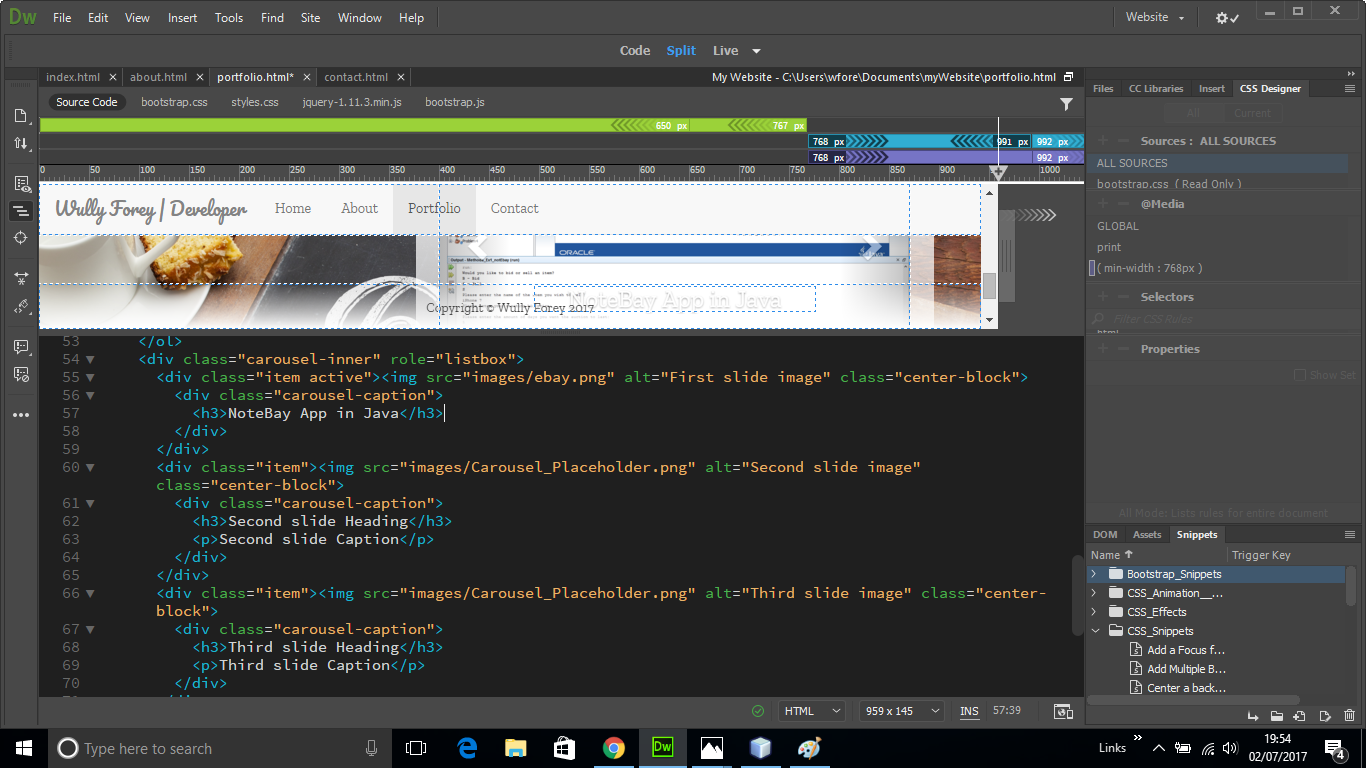 Dw File Edit View Insert Tools Find Site Window Help Website
Code Split Live
index.html about.html portfolio.html* contact.html My Website - C:\Users\wfore\Documents\myWebsite\portfolio.html
Source Code bootstrap.css styles.css jquery-1.11.3.min.js bootstrap.js
650 px 767 px
768 px 991 px 992 px
768 px 992 px
0 50 100 150 200 250 300 350 400 450 500 550 600 650 700 750 800 850 900 1000
Wully Forey | Developer Home About Portfolio Contact
ORACLE
Would you like to bid or sell an item?
NoteBay App in Java
Copyright © Wully Forey 2017
53 </ol>
54 <div class="carousel-inner" role="listbox">
55 <div class="item active"><img src="images/ebay.png" alt="First slide image" class="center-block">
56 <div class="carousel-caption">
57 <h3>NoteBay App in Java</h3>
58 </div>
59 </div>
60 <div class="item"><img src="images/Carousel_Placeholder.png" alt="Second slide image"
class="center-block">
61 <div class="carousel-caption">
62 <h3>Second slide Heading</h3>
63 <p>Second slide Caption</p>
64 </div>
65 </div>
66 <div class="item"><img src="images/Carousel_Placeholder.png" alt="Third slide image" class="center-
block">
67 <div class="carousel-caption">
68 <h3>Third slide Heading</h3>
69 <p>Third slide Caption</p>
70 </div>
HTML 959 x 145 INS 57:39
Files CC Libraries Insert CSS Designer
All Current
Sources : ALL SOURCES
ALL SOURCES
bootstrap.css ( Read Only )
@Media
GLOBAL
print
( min-width : 768px )
Selectors
Filter CSS Rules
html
Properties
Show Set
All Mode: Lists rules for entire document
DOM Assets Snippets
Name Trigger Key
Bootstrap_Snippets
CSS_Animation__...
CSS_Effects
CSS_Snippets
Add a Focus f...
Add Multiple B...
Center a back...
Type here to search
Dw
Links
19:54
02/07/2017
4